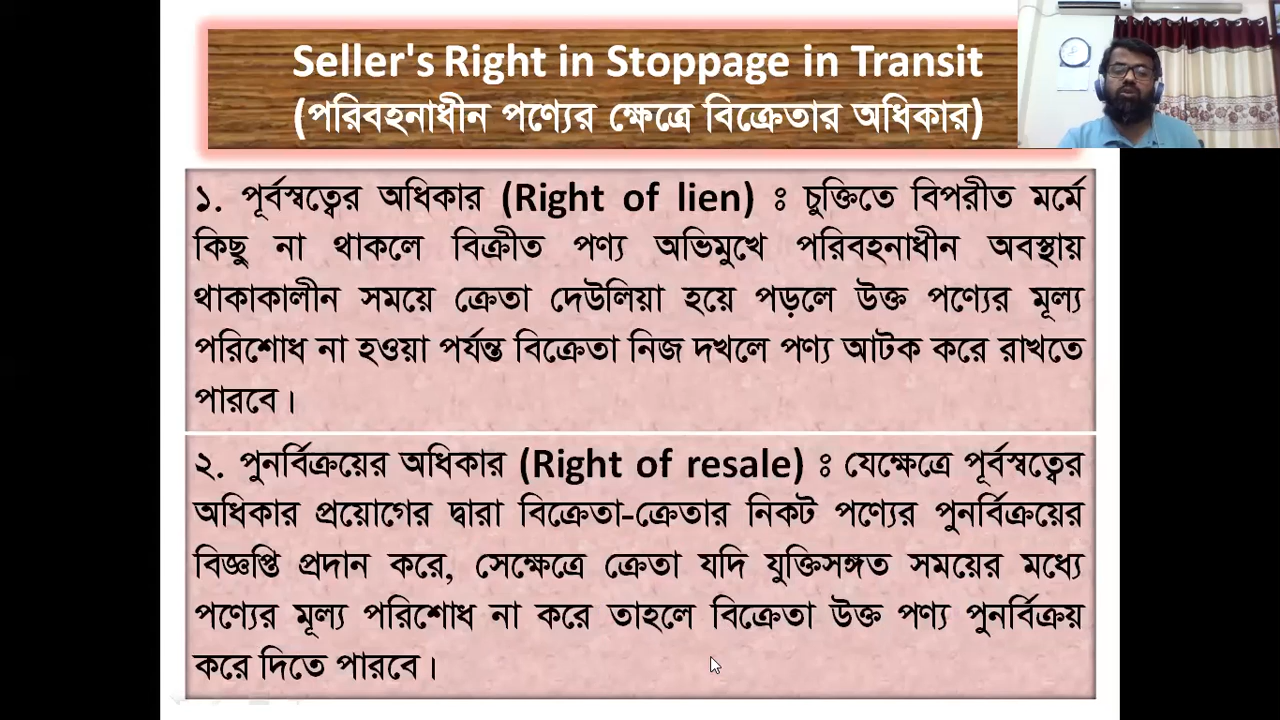 Seller's Right in Stoppage in Transit
(পরিবহনাধীন পণ্যের ক্ষেত্রে বিক্রেতার অধিকার)
১. পূর্বস্বত্বের অধিকার (Right of lien) ঃ চুক্তিতে বিপরীত মর্মে
কিছু না থাকলে বিক্রীত পণ্য অভিমুখে পরিবহনাধীন অবস্থায়
থাকাকালীন সময়ে ক্রেতা দেউলিয়া হয়ে পড়লে উক্ত পণ্যের মূল্য
পরিশোধ না হওয়া পর্যন্ত বিক্রেতা নিজ দখলে পণ্য আটক করে রাখতে
পারবে।
২. পুনর্বিক্রয়ের অধিকার (Right of resale) ঃ যেক্ষেত্রে পূর্বস্বত্বের
অধিকার প্রয়োগের দ্বারা বিক্রেতা-ক্রেতার নিকট পণ্যের পুনর্বিক্রয়ের
বিজ্ঞপ্তি প্রদান করে, সেক্ষেত্রে ক্রেতা যদি যুক্তিসঙ্গত সময়ের মধ্যে
পণ্যের মূল্য পরিশোধ না করে তাহলে বিক্রেতা উক্ত পণ্য পুনর্বিক্রয়
করে দিতে পারবে।